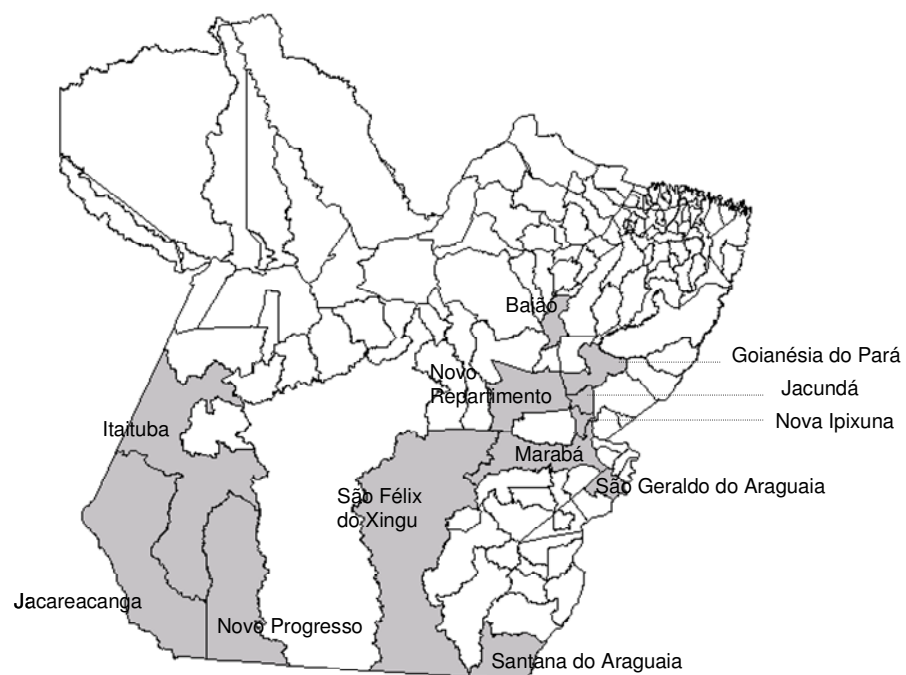 Baião
Goianésia do Pará
Novo
Repartimento
Jacundá
Nova Ipixuna
Itaituba
Marabá
São Geraldo do Araguaia
São Félix
do Xingu
Jacareacanga
Novo Progresso
Santana do Araguaia